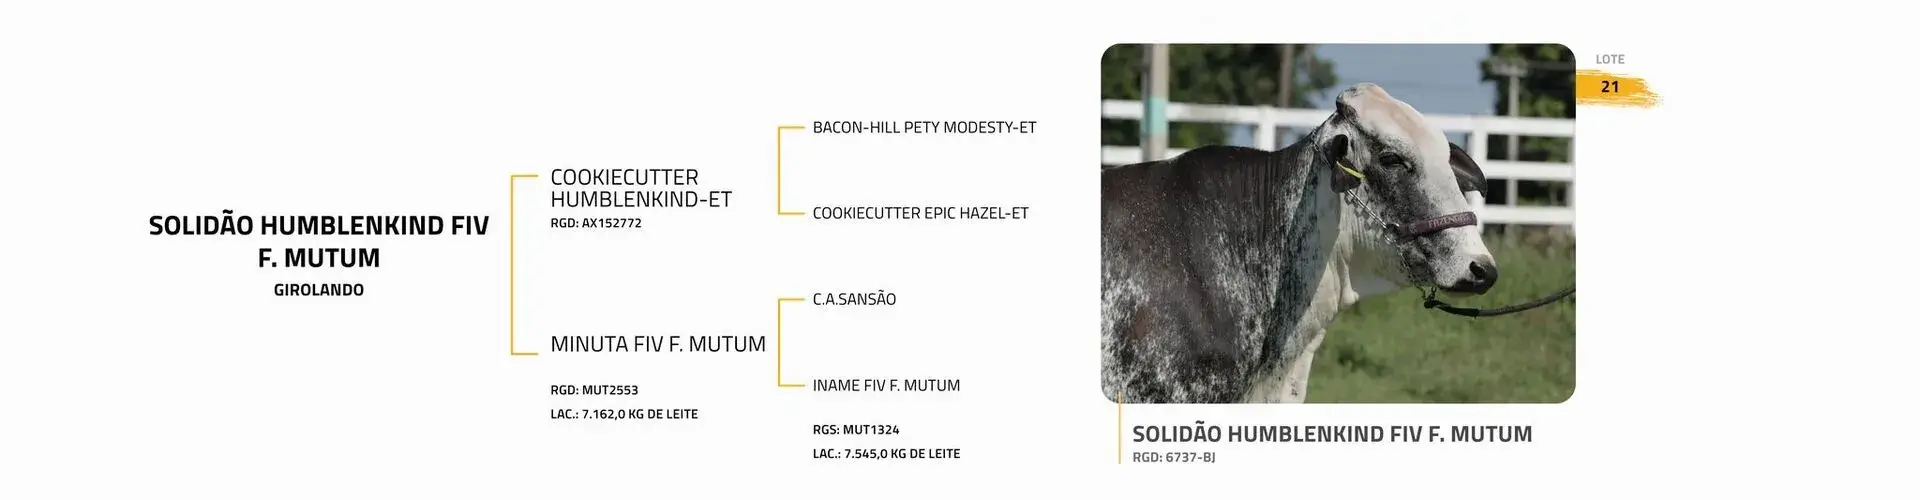 SOLIDÃO HUMBLENKIND FIV
F. MUTUM
GIROLANDO
COOKIECUTTER
HUMBLENKIND-ET
RGD: AX152772
MINUTA FIV F. MUTUM
RGD: MUT2553
LAC.: 7.162,0 KG DE LEITE
BACON-HILL PETY MODESTY-ET
COOKIECUTTER EPIC HAZEL-ET
C.A.SANSÃO
INAME FIV F. MUTUM
RGS: MUT1324
LAC.: 7.545,0 KG DE LEITE
LOTE
21
FAZENDAS
SOLIDÃO HUMBLENKIND FIV F. MUTUM
RGD: 6737-BJ